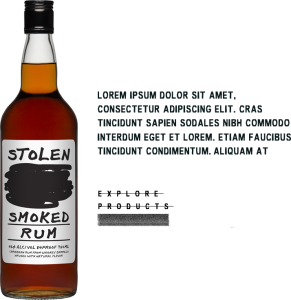 STOLEN
SMOKED
RUM
LOREM IPSUM DOLOR SIT AMET,
CONSECTETUR ADIPISCING ELIT. CRAS
TINCIDUNT SAPIEN SODALES NIBH COMMODO
INTERDUM EGET ET LOREM. ETIAM FAUCIBUS
TINCIDUNT CONDIMENTUM. ALIQUAM AT
EXPLORE
PRODUCTS